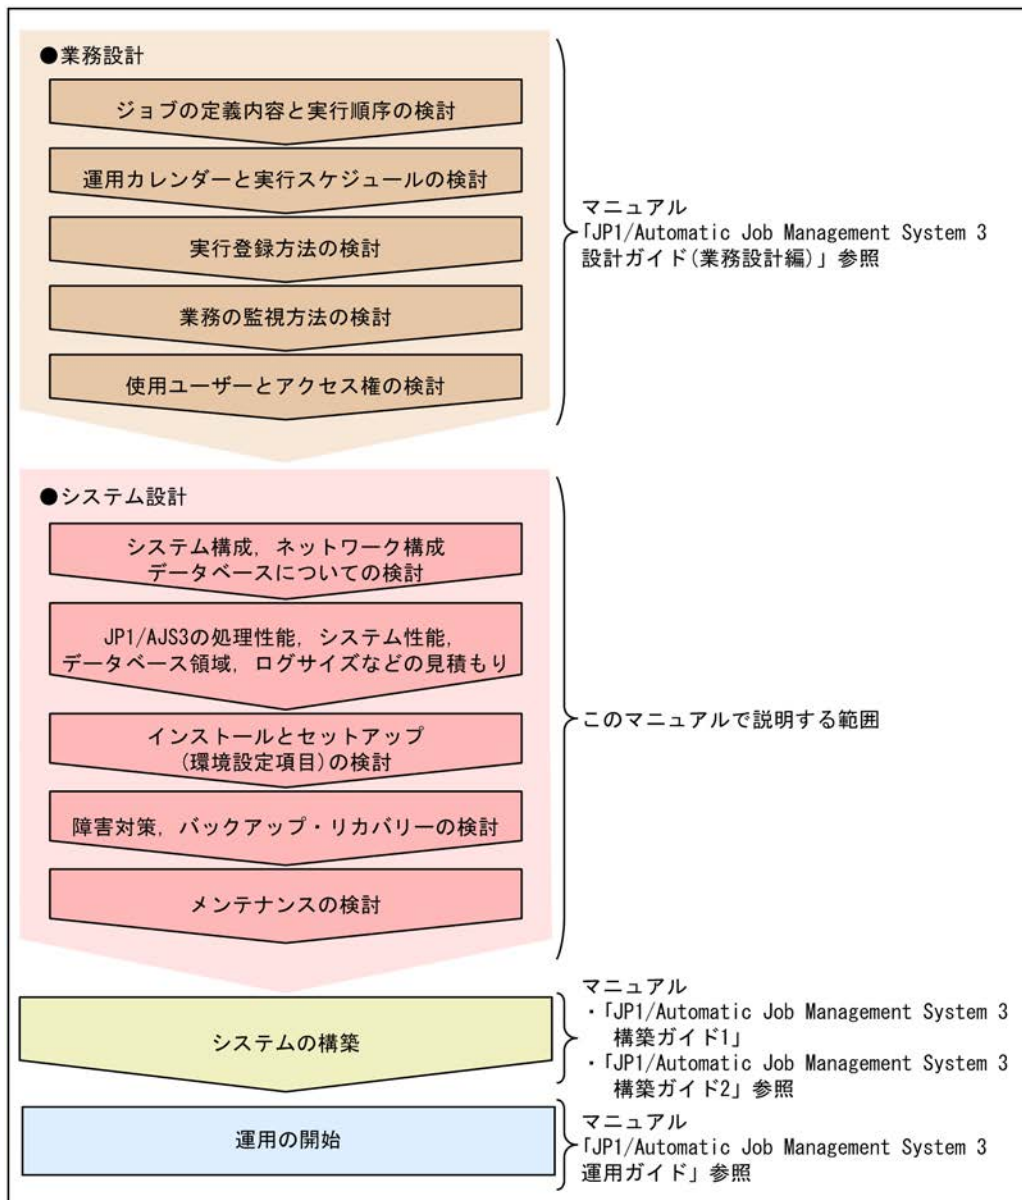 ●業務設計
ジョブの定義内容と実行順序の検討
運用カレンダーと実行スケジュールの検討
実行登録方法の検討
業務の監視方法の検討
使用ユーザーとアクセス権の検討
マニュアル
「JP1/Automatic Job Management System 3
設計ガイド(業務設計編)」参照
●システム設計
システム構成，ネットワーク構成
データベースについての検討
JP1/AJS3の処理性能，システム性能，
データベース領域，ログサイズなどの見積もり
インストールとセットアップ
(環境設定項目)の検討
障害対策，バックアップ・リカバリーの検討
メンテナンスの検討
このマニュアルで説明する範囲
システムの構築
マニュアル
・「JP1/Automatic Job Management System 3
構築ガイド1」
・「JP1/Automatic Job Management System 3
構築ガイド2」参照
運用の開始
マニュアル
「JP1/Automatic Job Management System 3
運用ガイド」参照